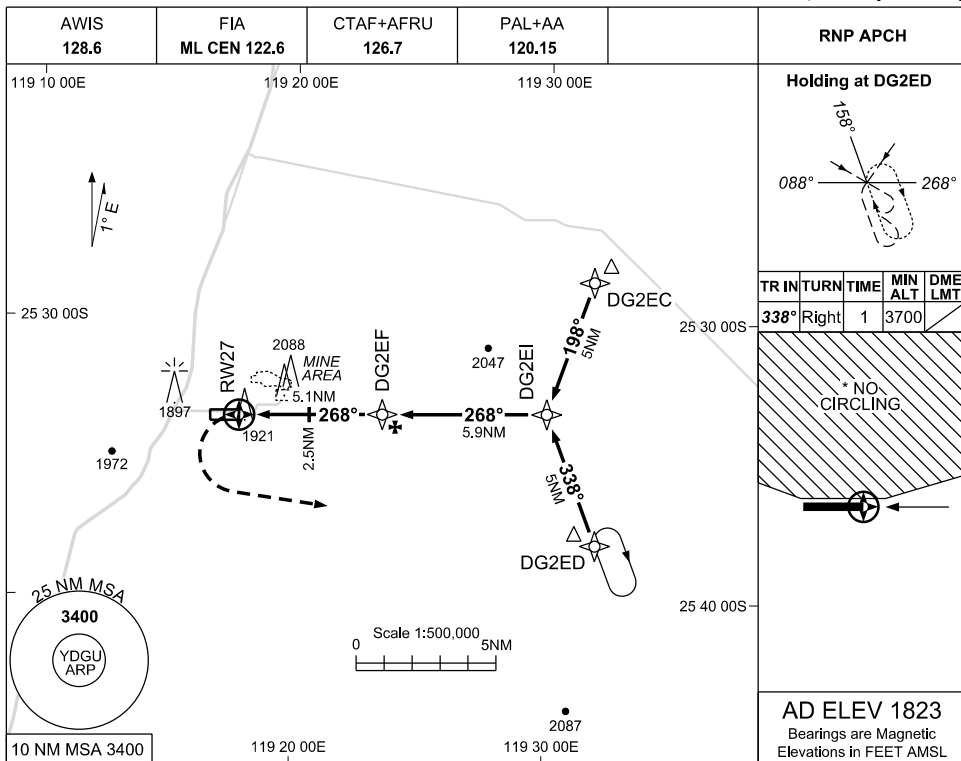 AWIS
128.6
FIA
ML CEN 122.6
CTAF+AFRU
126.7
PAL+AA
120.15
RNP APCH
119 10 00E
119 20 00E
119 30 00E
Holding at DG2ED
158°
088°
268°
1° E
TR IN
TURN
TIME
MIN
ALT
DME
LMT
338°
Right
1
3700
* NO
CIRCLING
DG2EC
25 30 00S
25 30 00S
198°
5NM
2047
DG2EI
DG2EF
RW27
2088
MINE
AREA
5.1NM
1897
1921
268°
268°
5.9NM
2.5NM
1972
338°
5NM
DG2ED
25 NM MSA
3400
YDGU
ARP
25 40 00S
Scale 1:500,000
0
5NM
2087
10 NM MSA 3400
119 20 00E
119 30 00E
AD ELEV 1823
Bearings are Magnetic
Elevations in FEET AMSL